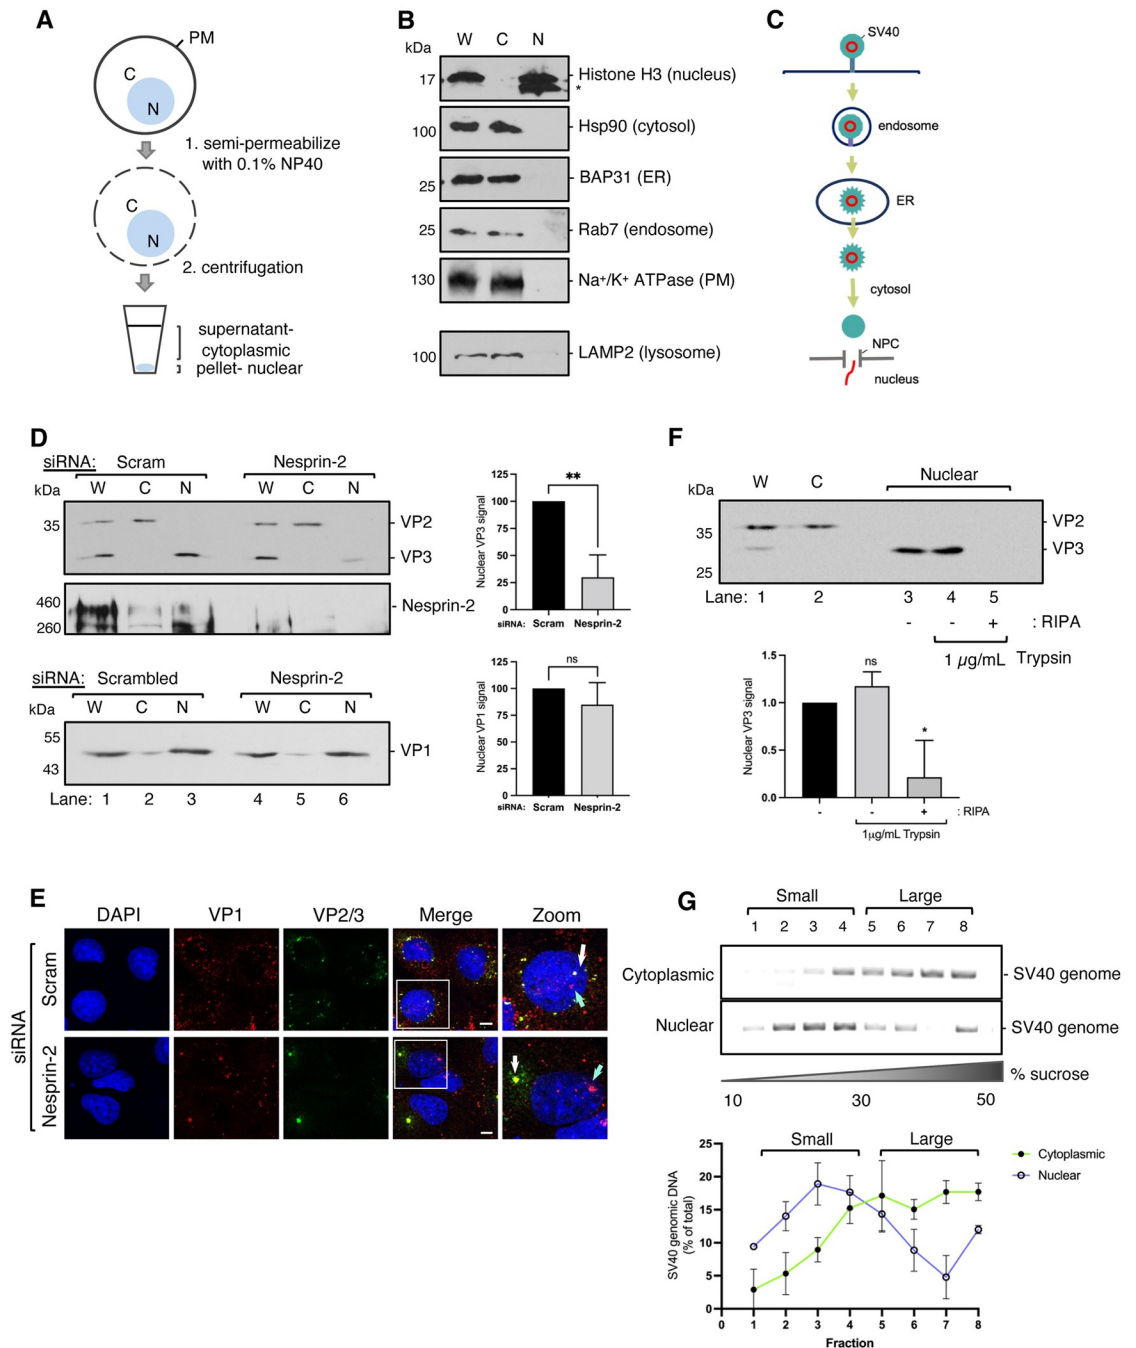 A
PM
C
N
1. semi-permeabilize
with 0.1% NP40
C
N
2. centrifugation
supernatant-
cytoplasmic
pellet- nuclear
B
W C N
kDa
17
Histone H3 (nucleus)
*
100
Hsp90 (cytosol)
25
BAP31 (ER)
25
Rab7 (endosome)
130
Na+/K+ ATPase (PM)
100
LAMP2 (lysosome)
C
SV40
endosome
ER
cytosol
NPC
nucleus
D
siRNA: Scram Nesprin-2
kDa W C N W C N
35
VP2
VP3
460
260
Nesprin-2
siRNA: Scrambled Nesprin-2
kDa W C N W C N
55
43
VP1
Lane: 1 2 3 4 5 6
Nuclear VP3 signal
125
100
75
50
25
0
**
siRNA: Scram Nesprin-2
Nuclear VP1 signal
125
100
75
50
25
0
ns
siRNA: Scram Nesprin-2
F
Nuclear
kDa W C
35
25
VP2
VP3
Lane: 1 2 3 4 5
- - + : RIPA
1 µg/mL Trypsin
Nuclear VP3 signal
1.5
1.0
0.5
0.0
ns
*
- - + : RIPA
1µg/mL Trypsin
E
DAPI VP1 VP2/3 Merge Zoom
siRNA
Scram
Nesprin-2
G
Small Large
1 2 3 4 5 6 7 8
Cytoplasmic
SV40 genome
Nuclear
SV40 genome
% sucrose
10 30 50
SV40 genomic DNA
(% of total)
25
20
15
10
5
0
Small Large
Cytoplasmic
Nuclear
0 1 2 3 4 5 6 7 8
Fraction